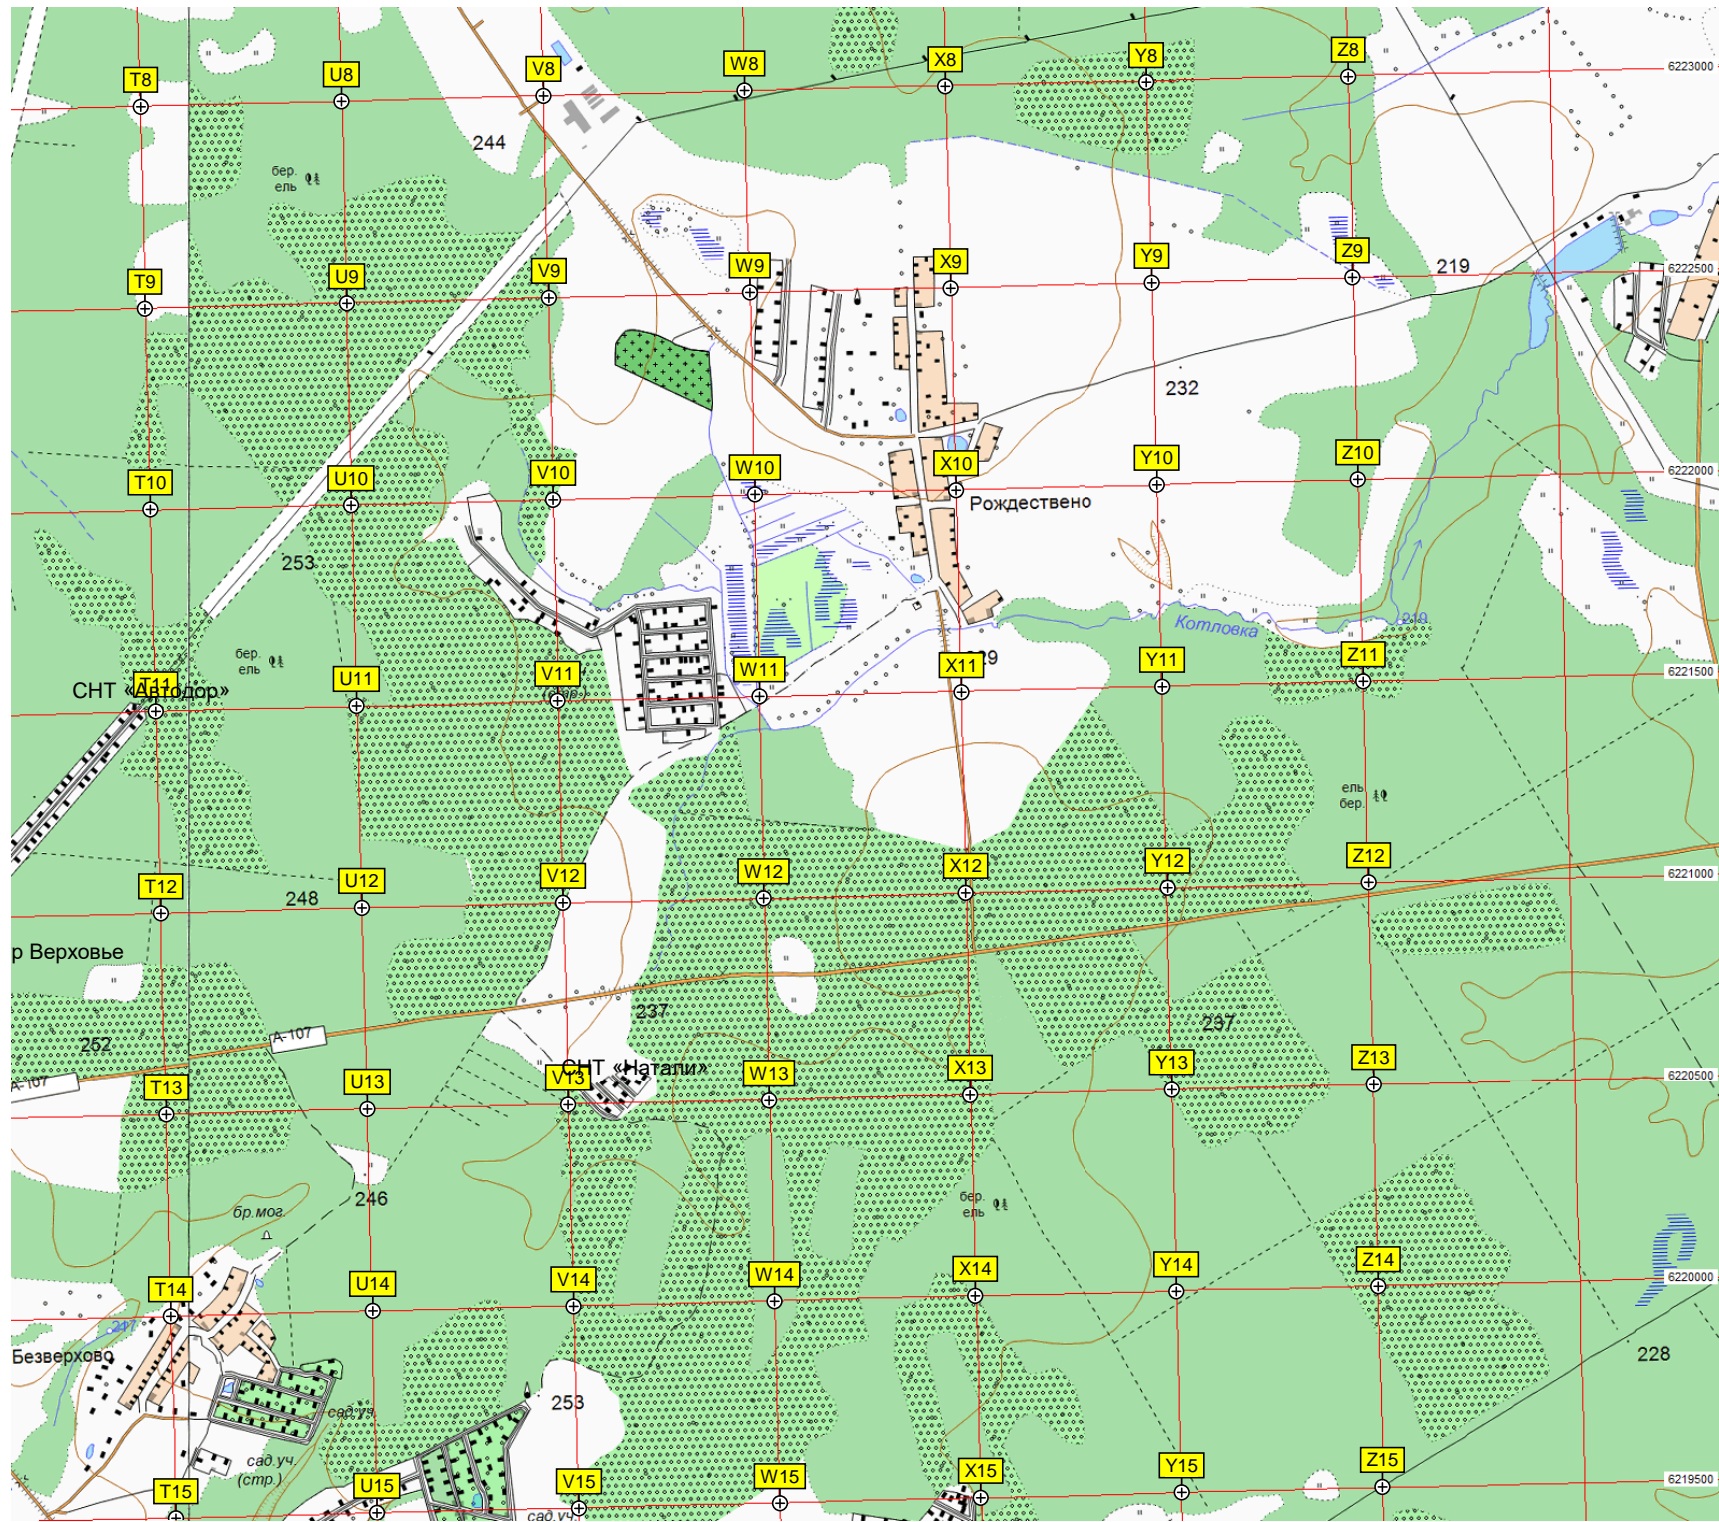 T8
U8
V8
W8
X8
Y8
Z8
6223000
244
бер.
ель
T9
U9
V9
W9
X9
Y9
Z9
219
6222500
232
T10
U10
V10
W10
X10
Y10
Z10
6222000
Рождествено
253
Котловка
219
бер.
ель
T11
СНТ «Автодор»
U11
V11
W11
X11
Y11
Z11
6221500
ель
бер.
T12
U12
V12
W12
X12
Y12
Z12
6221000
248
р Верховье
237
237
252
А-107
А-107
СНТ «Натали»
T13
U13
V13
W13
X13
Y13
Z13
6220500
246
бр.мог.
бер.
ель
T14
U14
V14
W14
X14
Y14
Z14
6220000
217
Безверхово
228
253
сад.уч.
сад.уч.
(стр.)
T15
U15
V15
W15
X15
Y15
Z15
6219500
сад.уч.